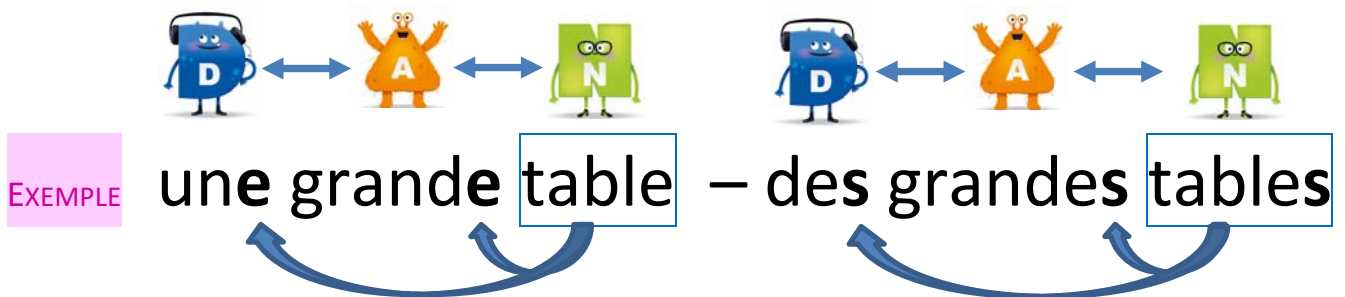 D A N D A N
EXEMPLE une grande table – des grandes tables